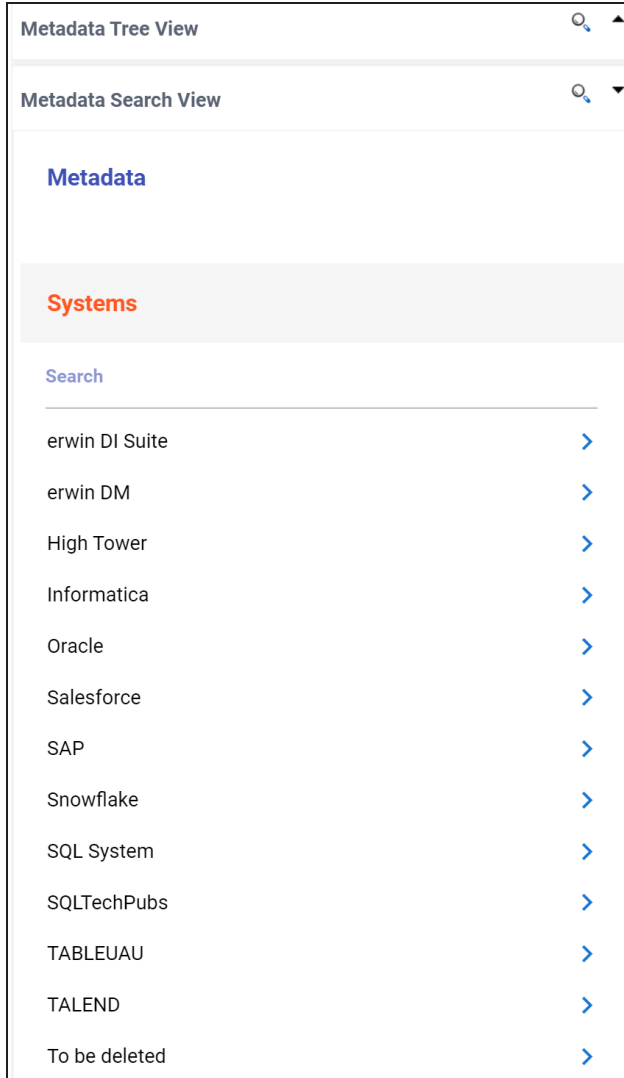 Metadata Tree View
Metadata Search View
Metadata
Systems
Search
erwin DI Suite
erwin DM
High Tower
Informatica
Oracle
Salesforce
SAP
Snowflake
SQL System
SQLTechPubs
TABLEUAU
TALEND
To be deleted